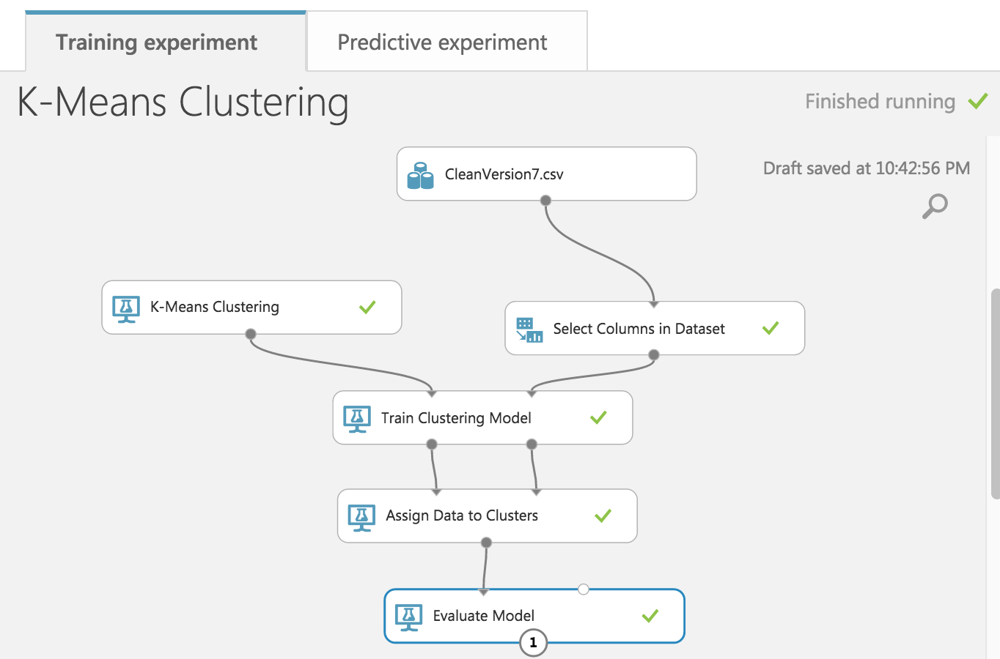 Training experiment
Predictive experiment
K-Means Clustering
Finished running
Draft saved at 10:42:56 PM
CleanVersion7.csv
K-Means Clustering
Select Columns in Dataset
Train Clustering Model
Assign Data to Clusters
Evaluate Model
1